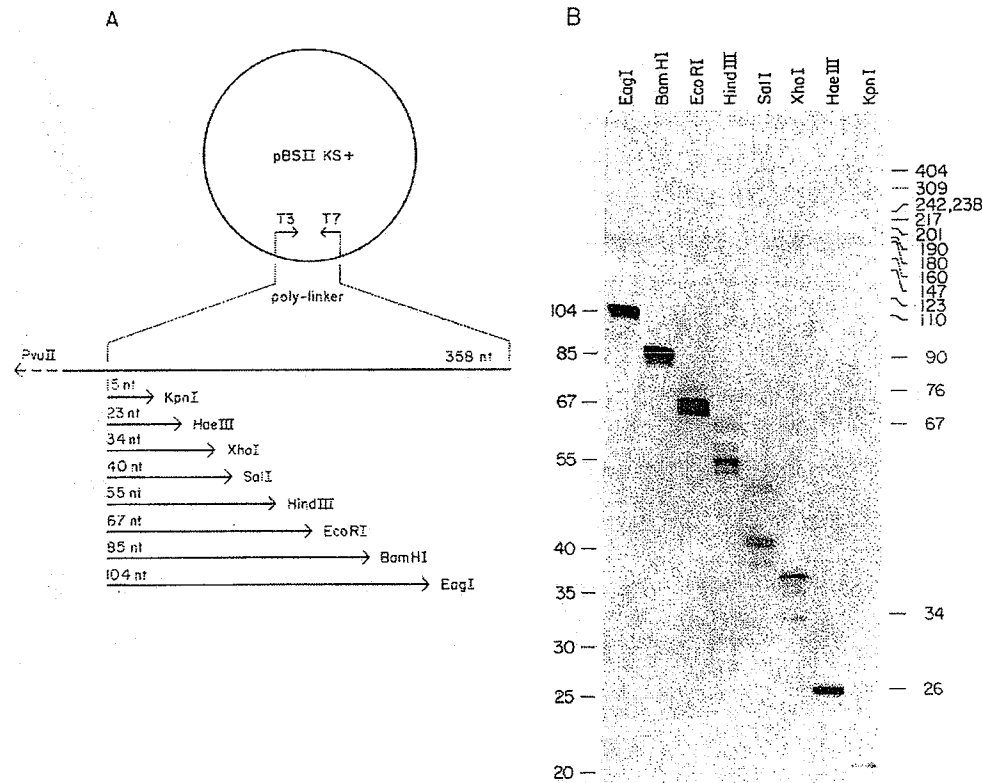 A
pBSII KS+
T3
T7
poly-linker
PvuII
358 nt
15 nt
KpnI
23 nt
HaeIII
34 nt
XhoI
40 nt
SalI
55 nt
HindIII
67 nt
EcoRI
85 nt
BamHI
104 nt
EagI
B
EagI
BamHI
EcoRI
HindIII
SalI
XhoI
HaeIII
KpnI
104
85
67
55
40
35
30
25
20
404
309
242,238
217
201
190
180
160
147
123
110
90
76
67
34
26